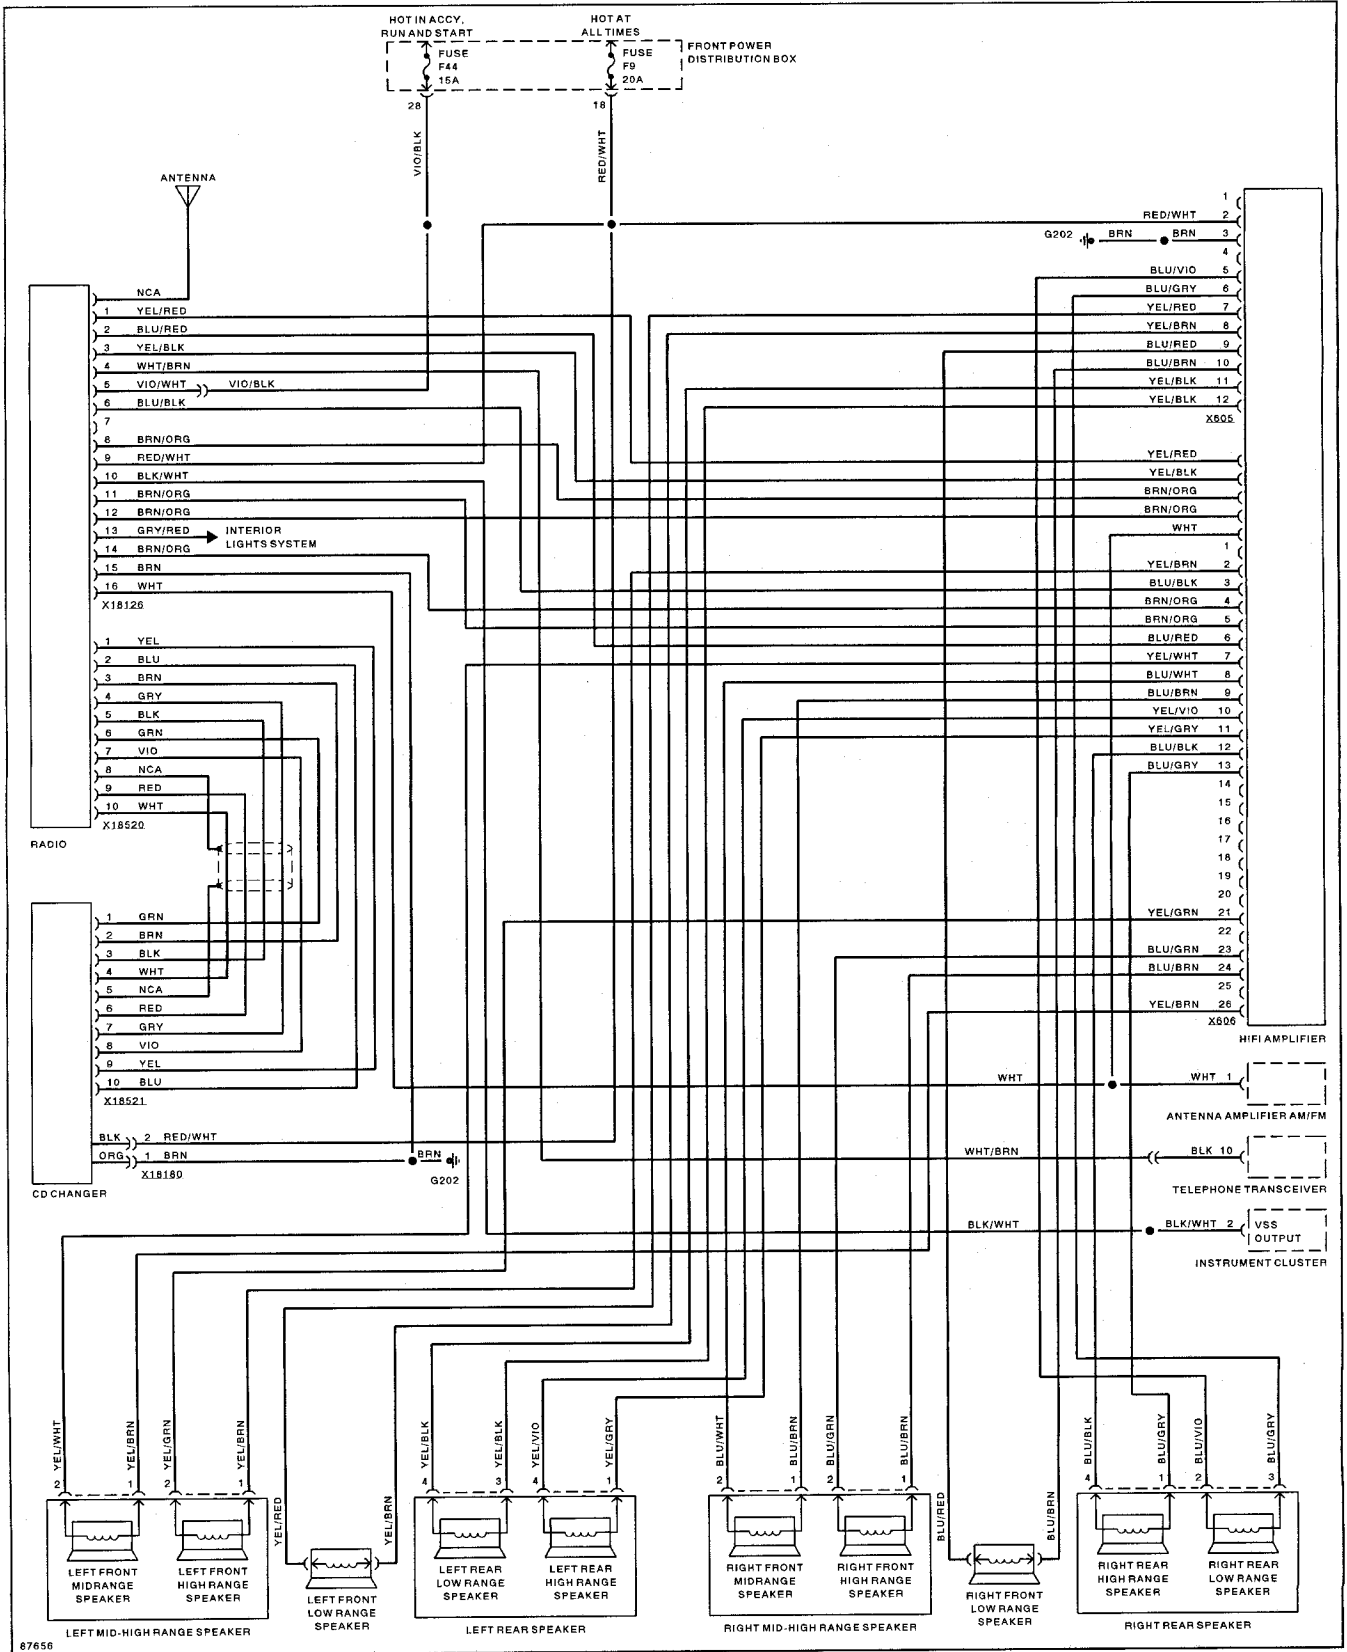 HOT IN ACCY,
RUN AND START
HOT AT
ALL TIMES
FUSE
F44
15A
FUSE
F9
20A
FRONT POWER
DISTRIBUTION BOX
28
18
VIO/BLK
RED/WHT
ANTENNA
NCA
1 YEL/RED
2 BLU/RED
3 YEL/BLK
4 WHT/BRN
5 VIO/WHT VIO/BLK
6 BLU/BLK
7
8 BRN/ORG
9 RED/WHT
10 BLK/WHT
11 BRN/ORG
12 BRN/ORG
13 GRY/RED
INTERIOR
LIGHTS SYSTEM
14 BRN/ORG
15 BRN
16 WHT
X18126
1 YEL
2 BLU
3 BRN
4 GRY
5 BLK
6 GRN
7 VIO
8 NCA
9 RED
10 WHT
X18520
RADIO
1 GRN
2 BRN
3 BLK
4 WHT
5 NCA
6 RED
7 GRY
8 VIO
9 YEL
10 BLU
X18521
BLK 2 RED/WHT
ORG 1 BRN
X18180
CD CHANGER
BRN
G202
1
RED/WHT 2
G202 BRN BRN 3
4
BLU/VIO 5
BLU/GRY 6
YEL/RED 7
YEL/BRN 8
BLU/RED 9
BLU/BRN 10
YEL/BLK 11
YEL/BLK 12
X605
YEL/RED
YEL/BLK
BRN/ORG
BRN/ORG
WHT
1
YEL/BRN 2
BLU/BLK 3
BRN/ORG 4
BRN/ORG 5
BLU/RED 6
YEL/WHT 7
BLU/WHT 8
BLU/BRN 9
YEL/VIO 10
YEL/GRY 11
BLU/BLK 12
BLU/GRY 13
14
15
16
17
18
19
20
YEL/GRN 21
22
BLU/GRN 23
BLU/BRN 24
25
YEL/BRN 26
X606
HIFI AMPLIFIER
WHT WHT 1
ANTENNA AMPLIFIER AM/FM
WHT/BRN BLK 10
TELEPHONE TRANSCEIVER
BLK/WHT BLK/WHT 2
VSS
OUTPUT
INSTRUMENT CLUSTER
YEL/WHT
YEL/BRN
YEL/GRN
YEL/BRN
YEL/RED
YEL/BRN
YEL/BLK
YEL/BLK
YEL/VIO
YEL/GRY
BLU/WHT
BLU/BRN
BLU/GRN
BLU/BRN
BLU/RED
BLU/BRN
BLU/BLK
BLU/GRY
BLU/VIO
BLU/GRY
2 1 2 1
4 3 4 1
2 1 2 1
4 1 2 3
LEFT FRONT
MIDRANGE
SPEAKER
LEFT FRONT
HIGH RANGE
SPEAKER
LEFT MID-HIGH RANGE SPEAKER
LEFT FRONT
LOW RANGE
SPEAKER
LEFT REAR
LOW RANGE
SPEAKER
LEFT REAR
HIGH RANGE
SPEAKER
LEFT REAR SPEAKER
RIGHT FRONT
MIDRANGE
SPEAKER
RIGHT FRONT
HIGH RANGE
SPEAKER
RIGHT MID-HIGH RANGE SPEAKER
RIGHT FRONT
LOW RANGE
SPEAKER
RIGHT REAR
HIGH RANGE
SPEAKER
RIGHT REAR
LOW RANGE
SPEAKER
RIGHT REAR SPEAKER
87656